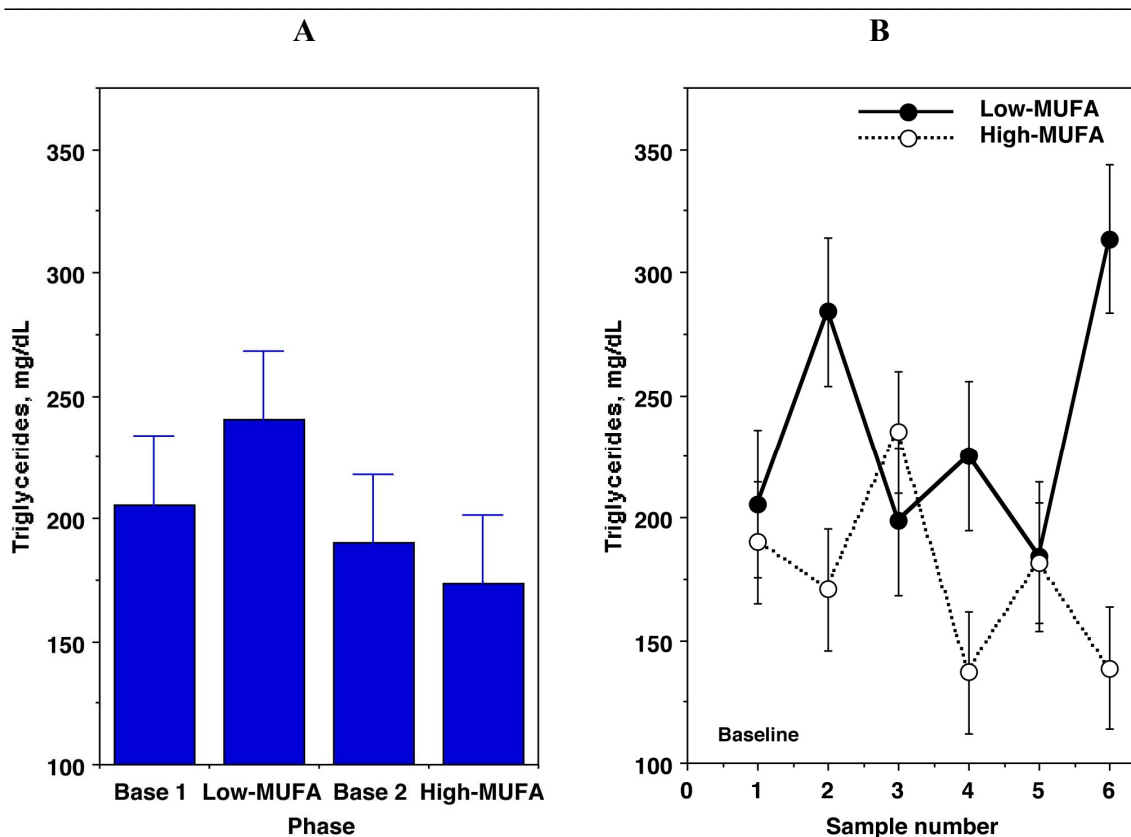 A
B
Triglycerides, mg/dL
350
300
250
200
150
100
Base 1 Low-MUFA Base 2 High-MUFA
Phase
Triglycerides, mg/dL
350
300
250
200
150
100
Low-MUFA
High-MUFA
Baseline
0 1 2 3 4 5 6
Sample number